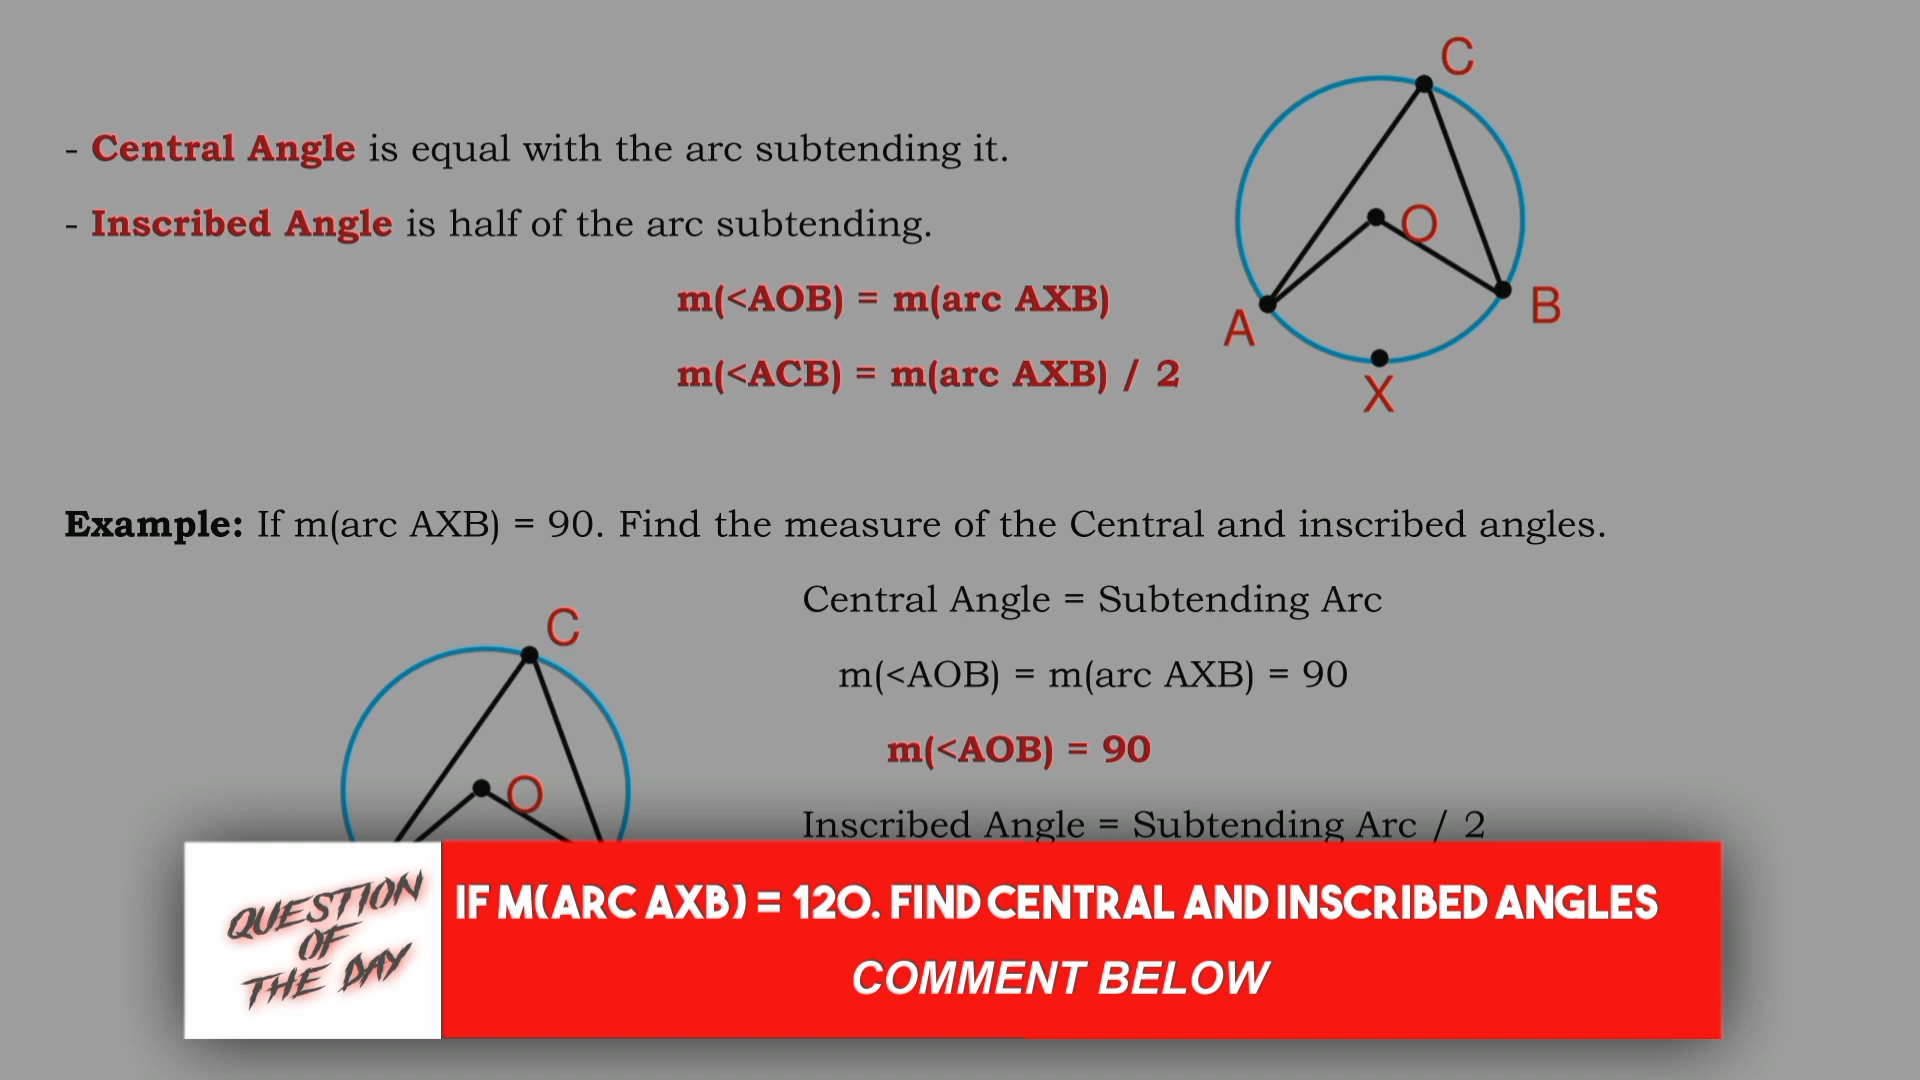 - Central Angle is equal with the arc subtending it.
- Inscribed Angle is half of the arc subtending.
m(<AOB) = m(arc AXB)
m(<ACB) = m(arc AXB) / 2
C
O
A
B
X
Example: If m(arc AXB) = 90. Find the measure of the Central and inscribed angles.
C
O
Central Angle = Subtending Arc
m(<AOB) = m(arc AXB) = 90
m(<AOB) = 90
Inscribed Angle = Subtending Arc / 2
QUESTION
OF
THE DAY
IF M(ARC AXB) = 120. FIND CENTRAL AND INSCRIBED ANGLES
COMMENT BELOW